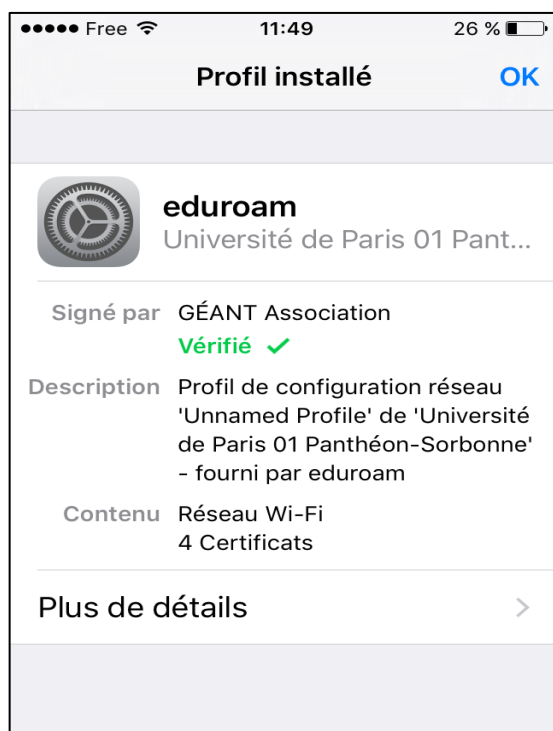 Free 11:49 26 %
Profil installé OK
eduroam
Université de Paris 01 Pant...
Signé par GÉANT Association
Vérifié
Description Profil de configuration réseau
'Unnamed Profile' de 'Université
de Paris 01 Panthéon-Sorbonne'
- fourni par eduroam
Contenu Réseau Wi-Fi
4 Certificats
Plus de détails